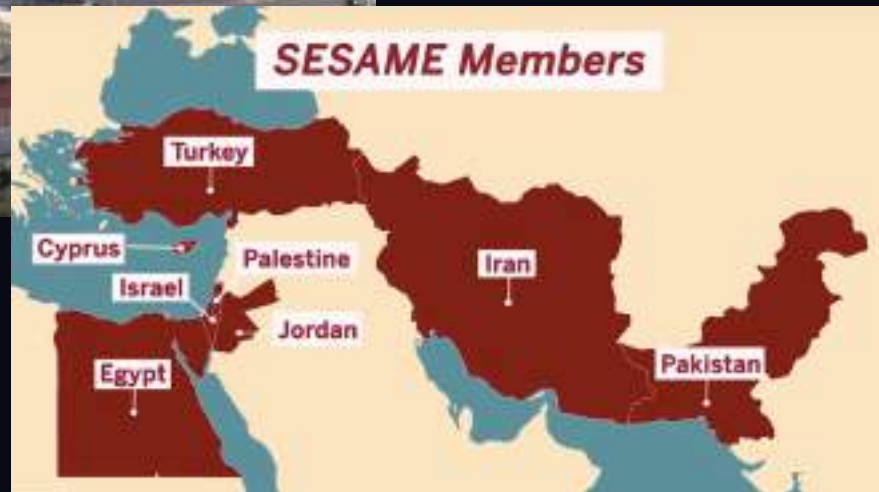 SESAME Members
Turkey
Cyprus
Palestine
Israel
Iran
Jordan
Egypt
Pakistan